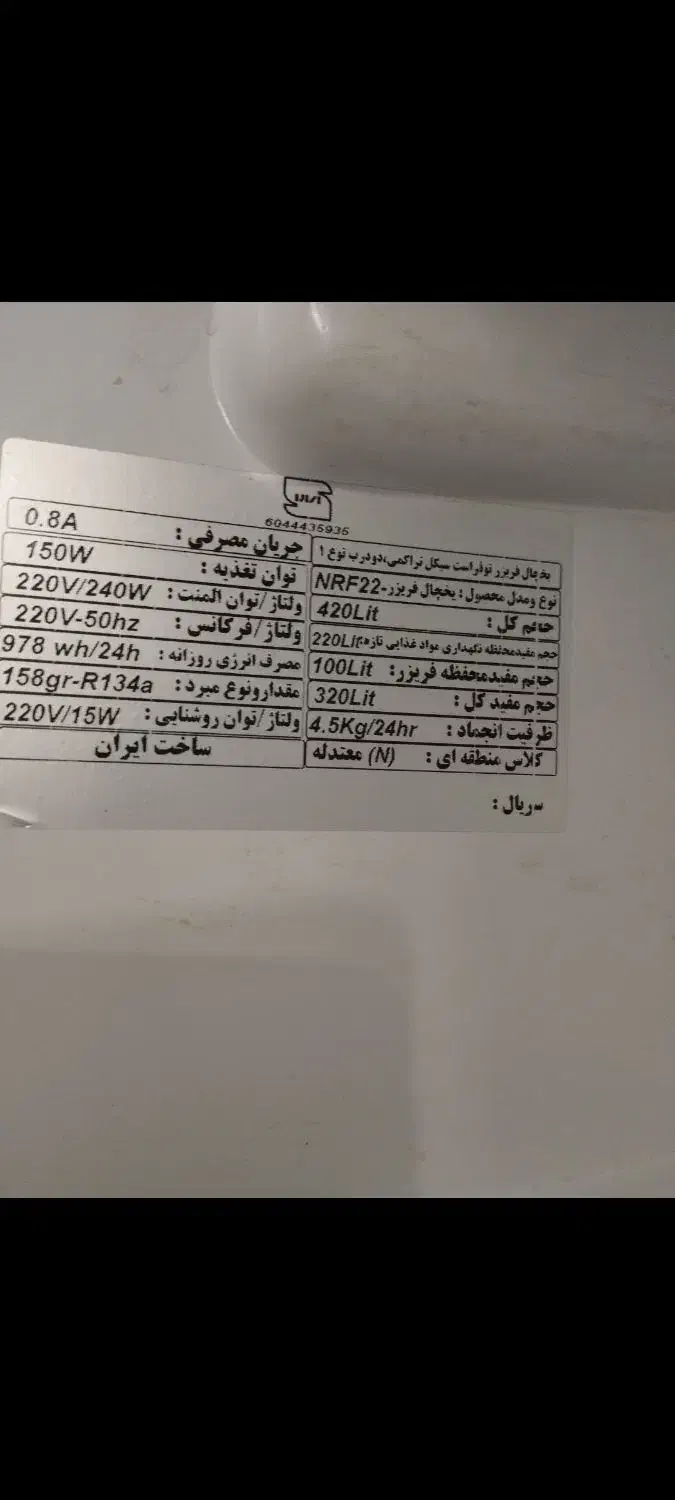 6044435935
یخچال فریزر نوفراست سیکل تراکمی،دودرب نوع 1
نوع ومدل محصول : یخچال فریزر-NRF22
حجم کل : 420Lit
حجم مفیدمحفظه نگهداری مواد غذایی تازه: 220Lit
حجم مفیدمحفظه فریزر: 100Lit
حجم مفید کل : 320Lit
ظرفیت انجماد : 4.5Kg/24hr
کلاس منطقه ای : (N) معتدله
جریان مصرفی : 0.8A
توان تغذیه : 150W
ولتاژ/توان المنت : 220V/240W
ولتاژ/فرکانس : 220V-50hz
مصرف انرژی روزانه : 978 wh/24h
مقدارونوع مبرد : 158gr-R134a
ولتاژ/توان روشنایی : 220V/15W
ساخت ایران
سریال :